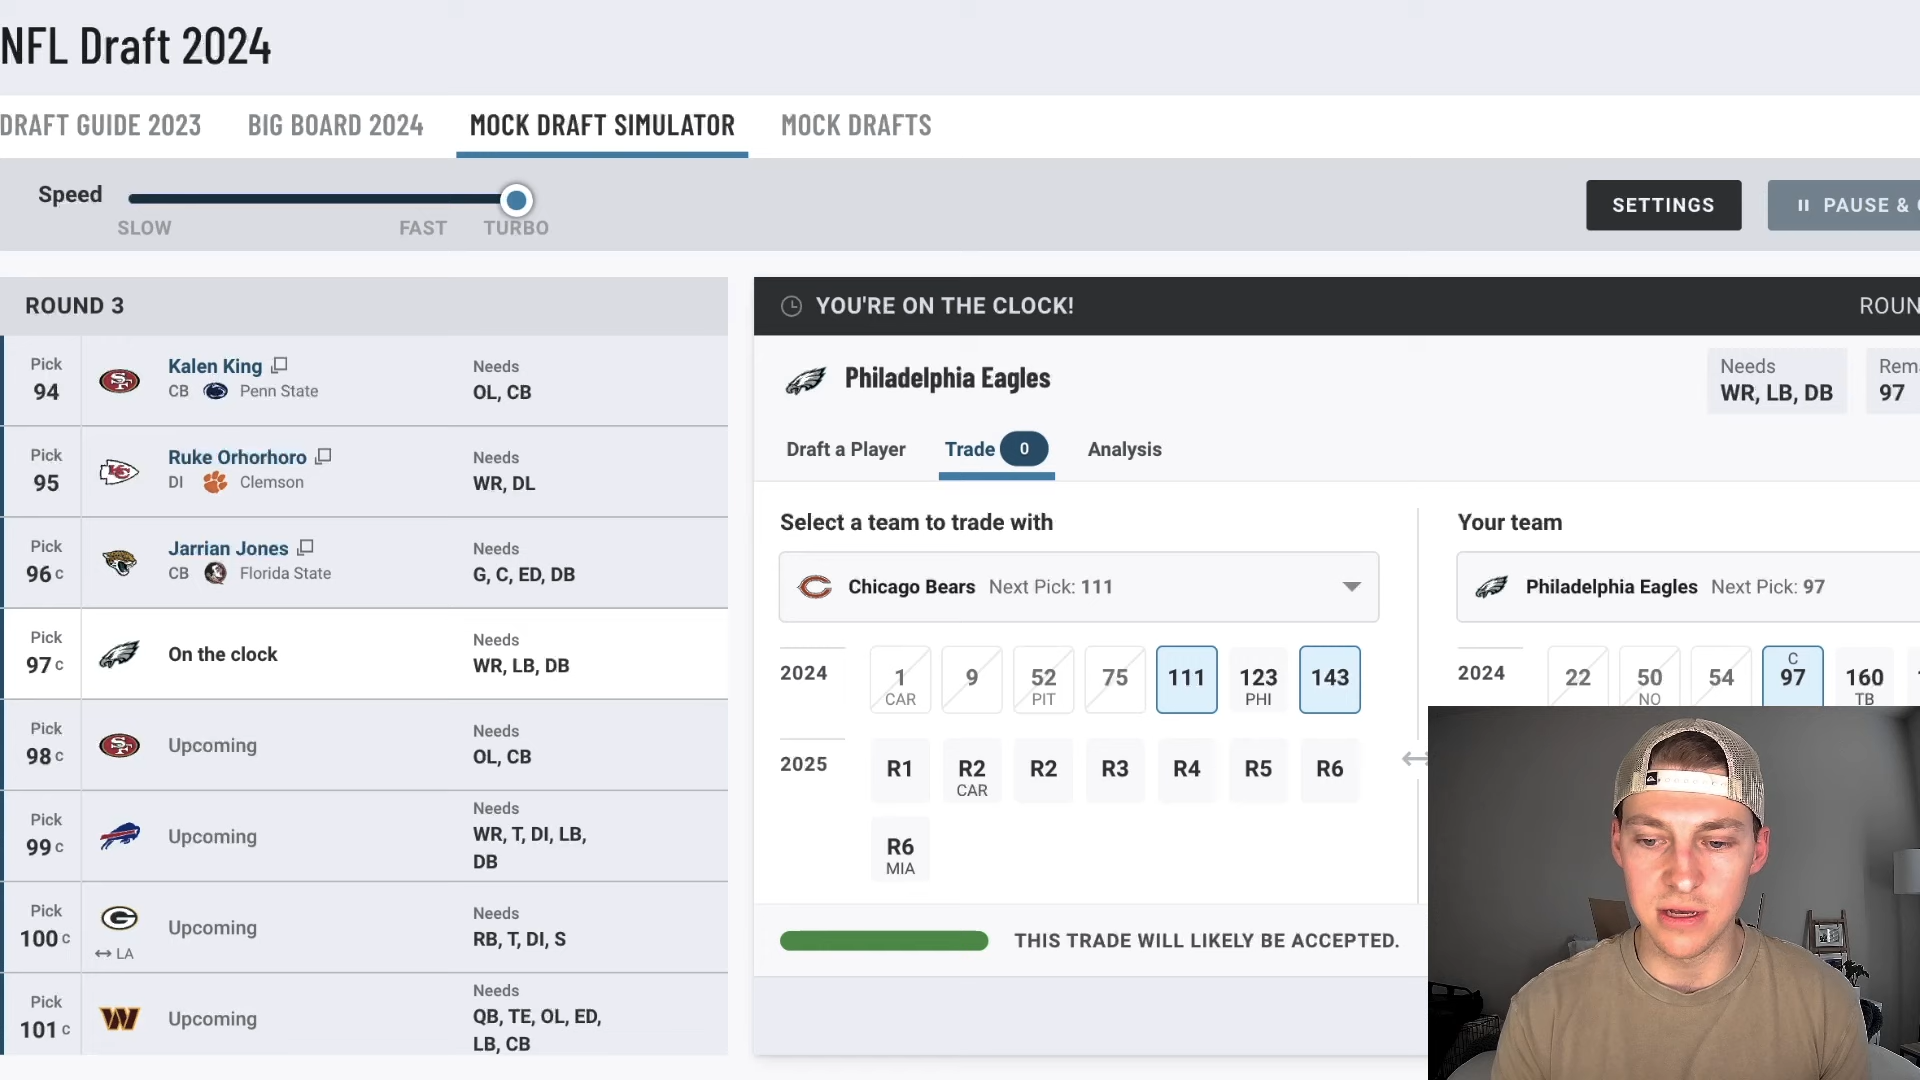 NFL Draft 2024
DRAFT GUIDE 2023 BIG BOARD 2024 MOCK DRAFT SIMULATOR MOCK DRAFTS
Speed
SLOW FAST TURBO
SETTINGS
PAUSE &
ROUND 3
Pick
94
Kalen King
CB Penn State
Needs
OL, CB
Pick
95
Ruke Orhorhoro
DI Clemson
Needs
WR, DL
Pick
96 C
Jarrian Jones
CB Florida State
Needs
G, C, ED, DB
Pick
97 C
On the clock
Needs
WR, LB, DB
Pick
98 C
Upcoming
Needs
OL, CB
Pick
99 C
Upcoming
Needs
WR, T, DI, LB,
DB
Pick
100 C
↔ LA
Upcoming
Needs
RB, T, DI, S
Pick
101 C
Upcoming
Needs
QB, TE, OL, ED,
LB, CB
YOU'RE ON THE CLOCK!
Philadelphia Eagles
Needs
WR, LB, DB
97
Draft a Player Trade 0 Analysis
Select a team to trade with
Chicago Bears Next Pick: 111
2024 1 CAR 9 52 PIT 75 111 123 PHI 143
2025 R1 R2 CAR R2 R3 R4 R5 R6
R6 MIA
THIS TRADE WILL LIKELY BE ACCEPTED.
Your team
Philadelphia Eagles Next Pick: 97
2024 22 50 NO 54 C 97 160 TB